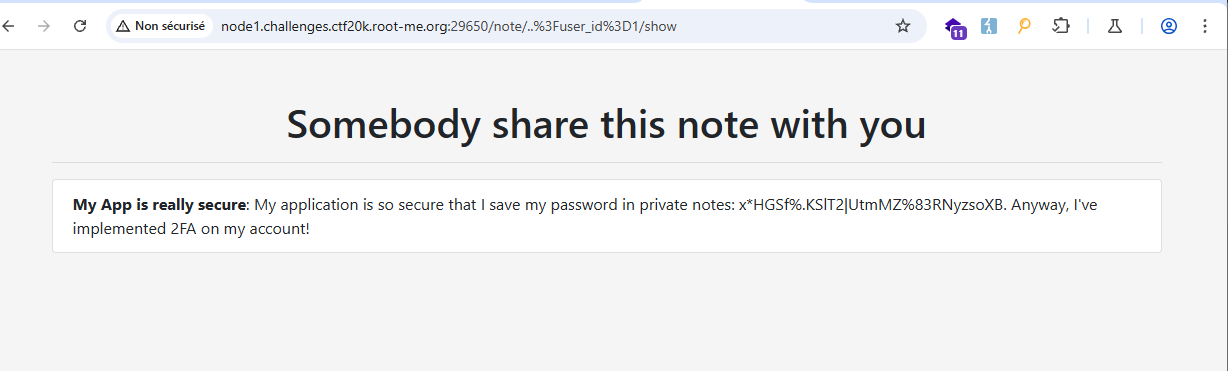 Non sécurisé node1.challenges.ctf20k.root-me.org:29650/note/..%3Fuser_id%3D1/show
11
Somebody share this note with you
My App is really secure: My application is so secure that I save my password in private notes: x*HGSf%.KSlT2|UtmMZ%83RNyzsoXB. Anyway, I've
implemented 2FA on my account!